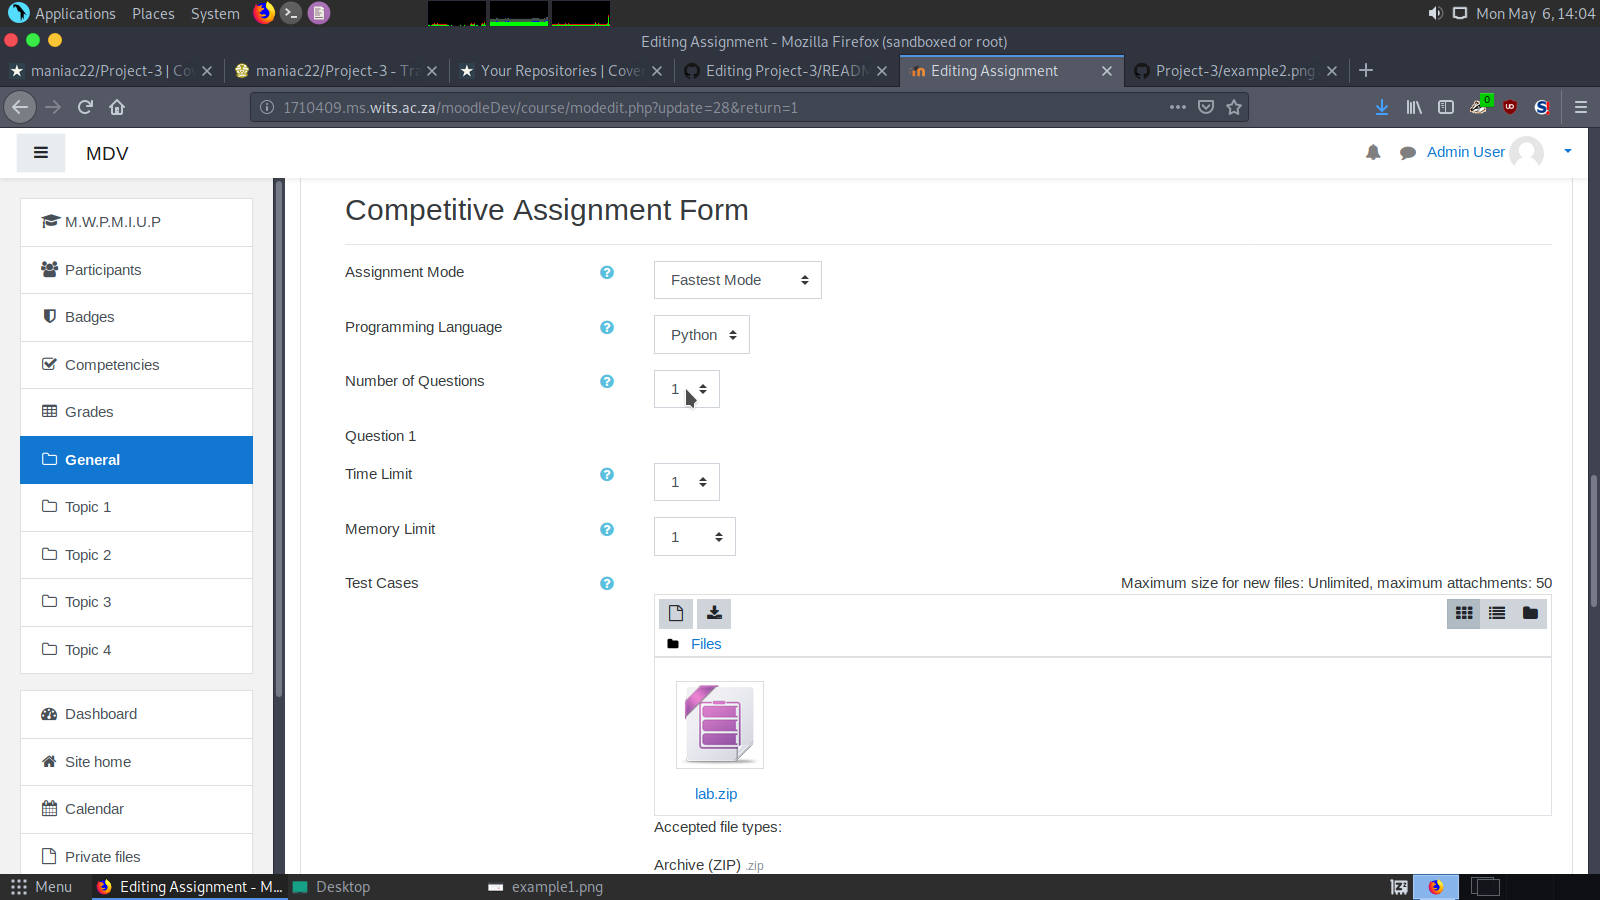 Applications Places System Mon May 6, 14:04
Editing Assignment - Mozilla Firefox (sandboxed or root)
maniac22/Project-3 | Co maniac22/Project-3 - Tra Your Repositories | Cove Editing Project-3/READM Editing Assignment Project-3/example2.png
1710409.ms.wits.ac.za/moodleDev/course/modedit.php?update=28&return=1 0
MDV Admin User
M.W.P.M.I.U.P
Participants
Badges
Competencies
Grades
General
Topic 1
Topic 2
Topic 3
Topic 4
Dashboard
Site home
Calendar
Private files
Competitive Assignment Form
Assignment Mode Fastest Mode
Programming Language Python
Number of Questions 1
Question 1
Time Limit 1
Memory Limit 1
Test Cases Maximum size for new files: Unlimited, maximum attachments: 50
Files
lab.zip
Accepted file types:
Archive (ZIP) .zip
Menu Editing Assignment - M... Desktop example1.png